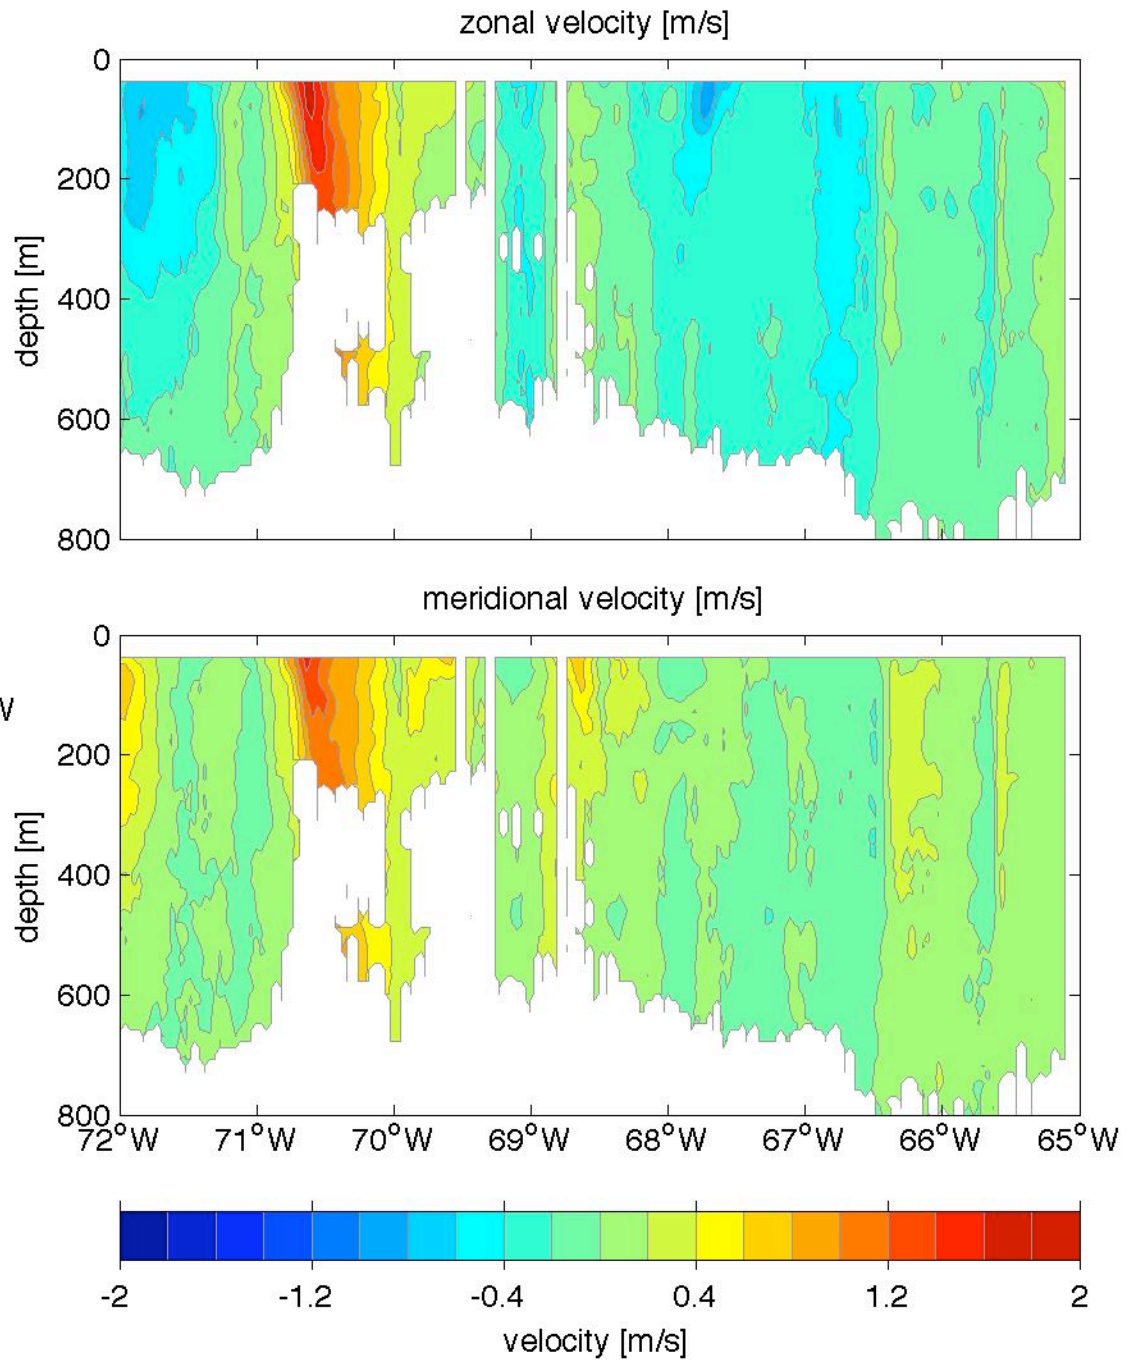 zonal velocity [m/s]
0
200
400
600
800
depth [m]
meridional velocity [m/s]
W
0
200
400
600
800
depth [m]
72°W 71°W 70°W 69°W 68°W 67°W 66°W 65°W
-2 -1.2 -0.4 0.4 1.2 2
velocity [m/s]